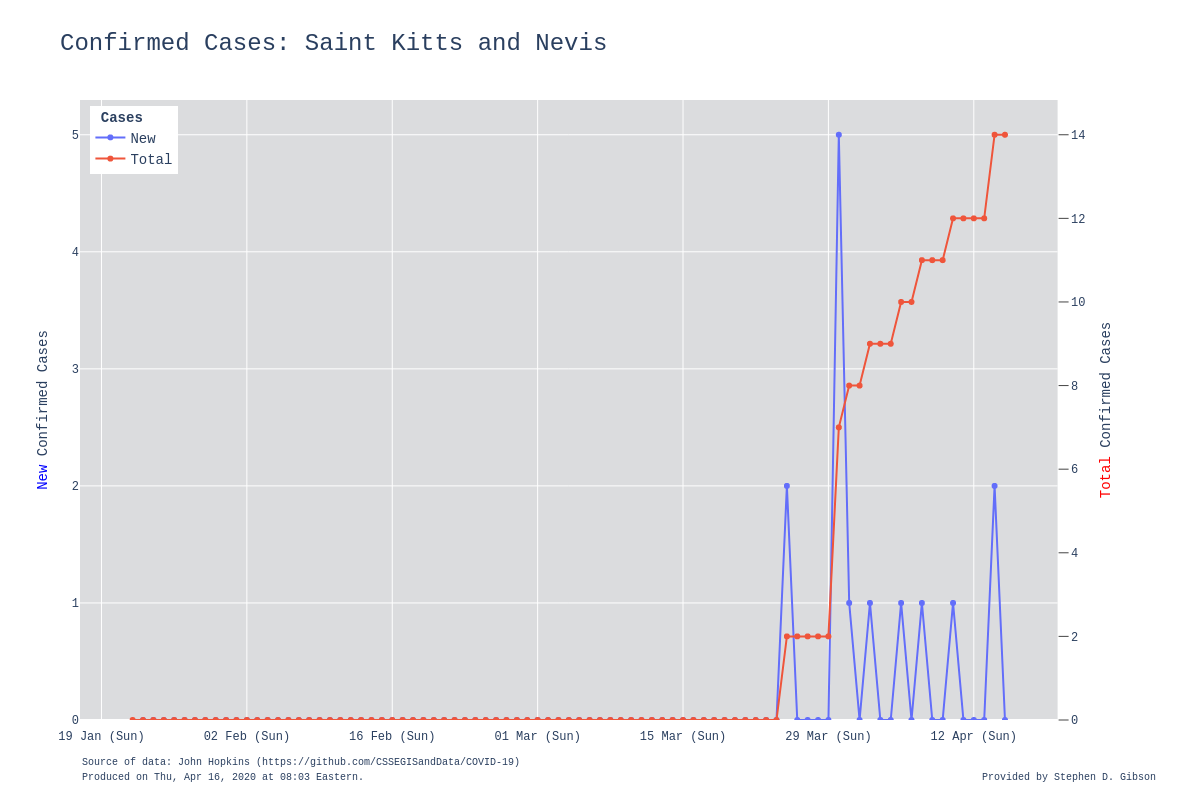 Confirmed Cases: Saint Kitts and Nevis
Cases
New
Total
5
4
3
2
1
0
New Confirmed Cases
14
12
10
8
6
4
2
0
Total Confirmed Cases
19 Jan (Sun)
02 Feb (Sun)
16 Feb (Sun)
01 Mar (Sun)
15 Mar (Sun)
29 Mar (Sun)
12 Apr (Sun)
Source of data: John Hopkins (https://github.com/CSSEGISandData/COVID-19)
Produced on Thu, Apr 16, 2020 at 08:03 Eastern.
Provided by Stephen D. Gibson